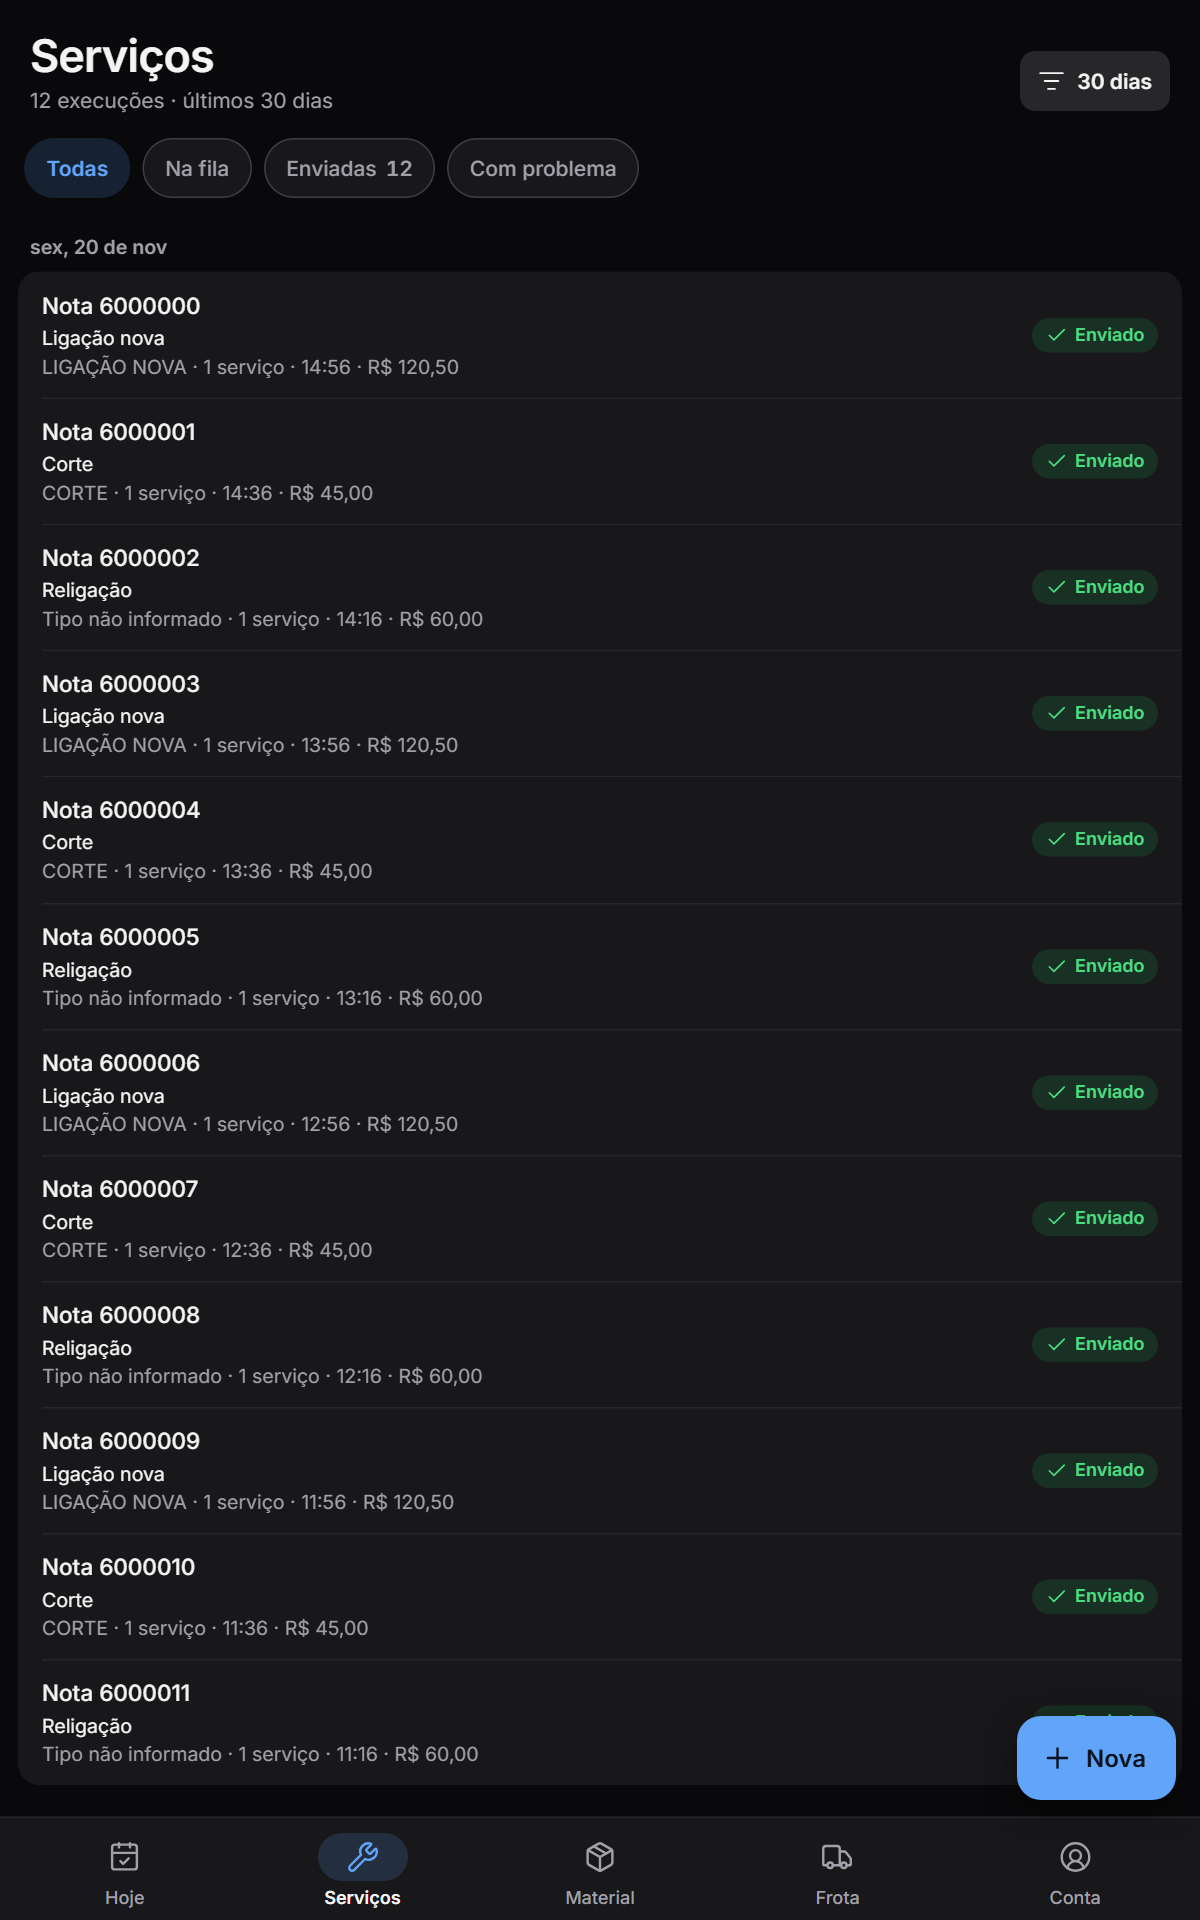 Serviços
12 execuções · últimos 30 dias
30 dias
Todas
Na fila
Enviadas 12
Com problema
sex, 20 de nov
Nota 6000000
Ligação nova
LIGAÇÃO NOVA · 1 serviço · 14:56 · R$ 120,50
Enviado
Nota 6000001
Corte
CORTE · 1 serviço · 14:36 · R$ 45,00
Enviado
Nota 6000002
Religação
Tipo não informado · 1 serviço · 14:16 · R$ 60,00
Enviado
Nota 6000003
Ligação nova
LIGAÇÃO NOVA · 1 serviço · 13:56 · R$ 120,50
Enviado
Nota 6000004
Corte
CORTE · 1 serviço · 13:36 · R$ 45,00
Enviado
Nota 6000005
Religação
Tipo não informado · 1 serviço · 13:16 · R$ 60,00
Enviado
Nota 6000006
Ligação nova
LIGAÇÃO NOVA · 1 serviço · 12:56 · R$ 120,50
Enviado
Nota 6000007
Corte
CORTE · 1 serviço · 12:36 · R$ 45,00
Enviado
Nota 6000008
Religação
Tipo não informado · 1 serviço · 12:16 · R$ 60,00
Enviado
Nota 6000009
Ligação nova
LIGAÇÃO NOVA · 1 serviço · 11:56 · R$ 120,50
Enviado
Nota 6000010
Corte
CORTE · 1 serviço · 11:36 · R$ 45,00
Enviado
Nota 6000011
Religação
Tipo não informado · 1 serviço · 11:16 · R$ 60,00
Nova
Hoje
Serviços
Material
Frota
Conta